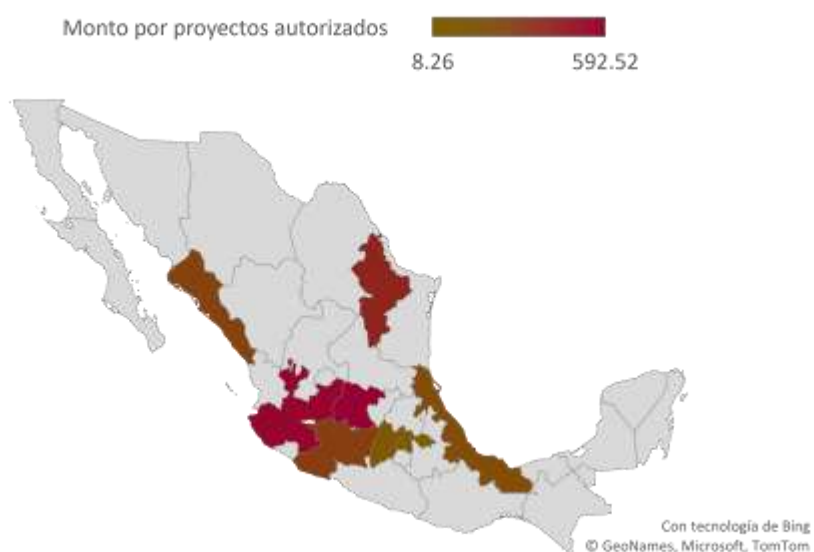 Monto por proyectos autorizados
8.26 592.52
Con tecnología de Bing
© GeoNames, Microsoft, TomTom